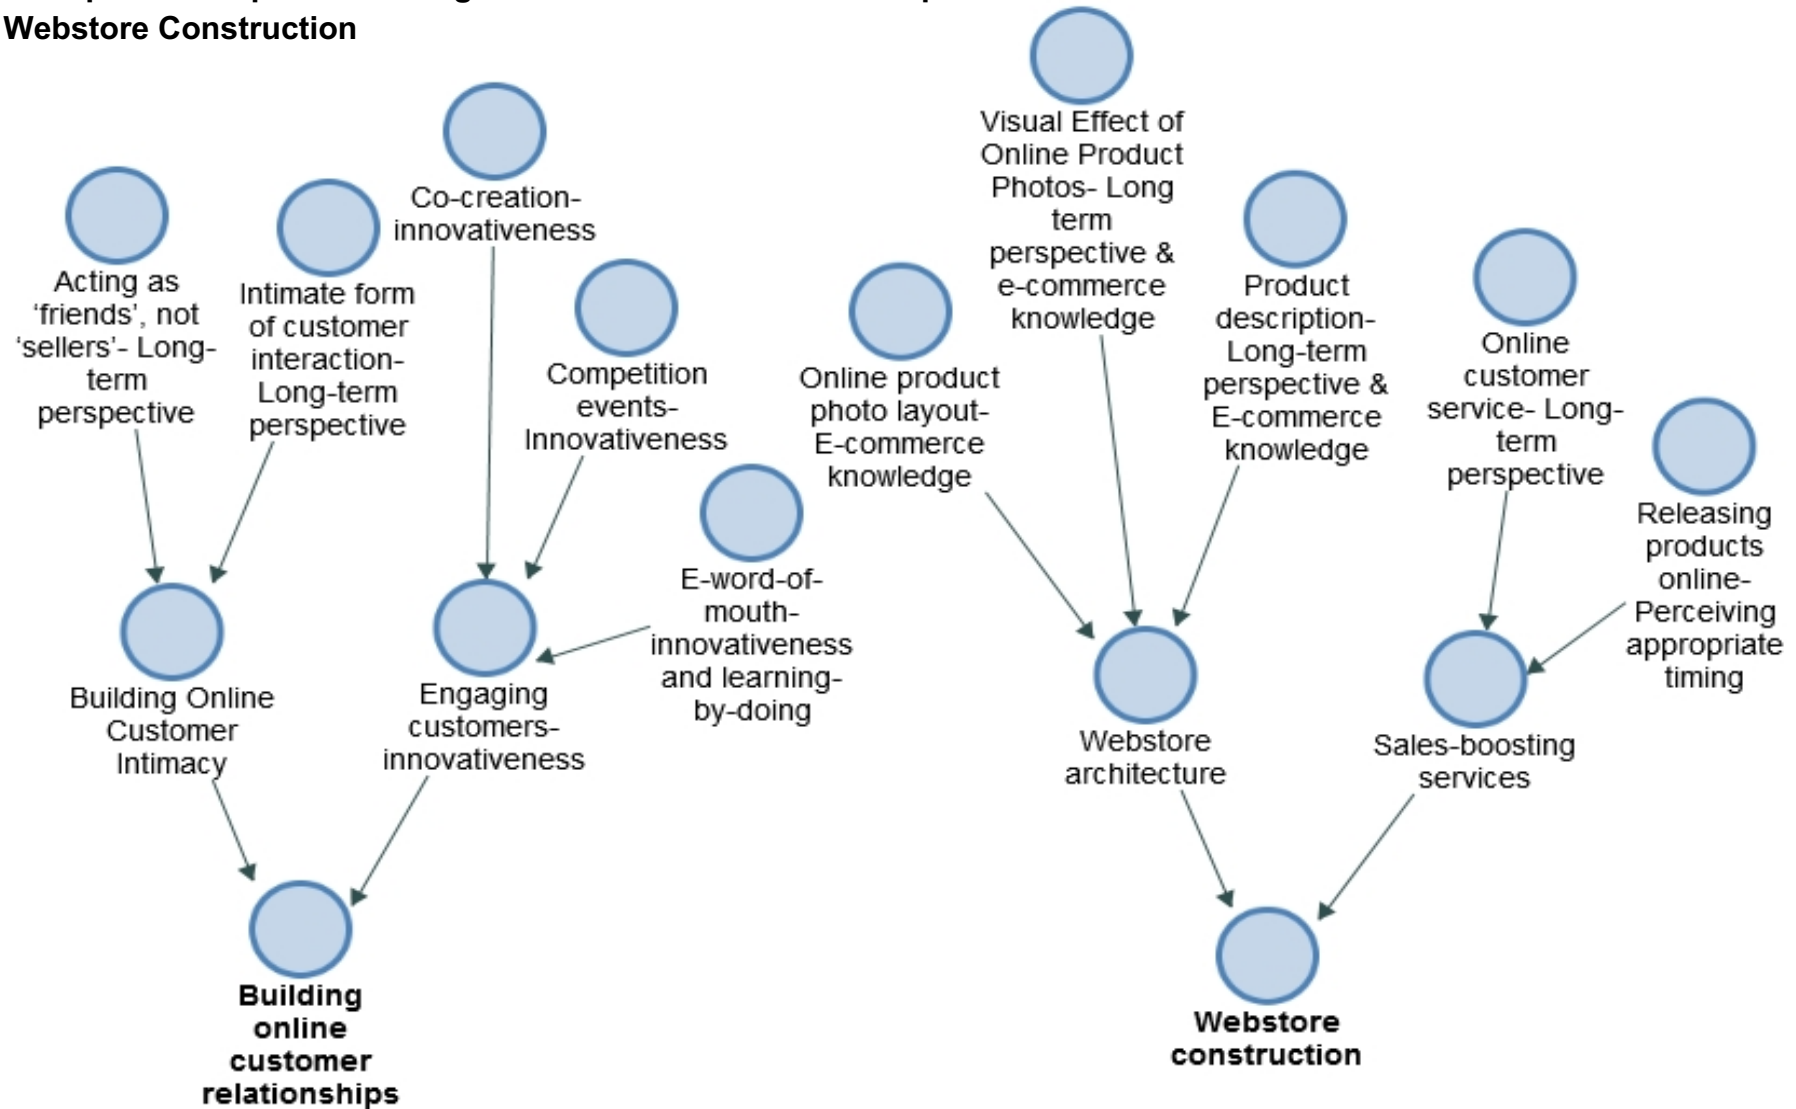 Webstore Construction
Co-creation-
innovativeness
Acting as
‘friends’, not
‘sellers’- Long-
term
perspective
Intimate form
of customer
interaction-
Long-term
perspective
Competition
events-
Innovativeness
E-word-of-
mouth-
innovativeness
and learning-
by-doing
Building Online
Customer
Intimacy
Engaging
customers-
innovativeness
Building
online
customer
relationships
Visual Effect of
Online Product
Photos- Long
term
perspective &
e-commerce
knowledge
Online product
photo layout-
E-commerce
knowledge
Product
description-
Long-term
perspective &
E-commerce
knowledge
Online
customer
service- Long-
term
perspective
Releasing
products
online-
Perceiving
appropriate
timing
Webstore
architecture
Sales-boosting
services
Webstore
construction